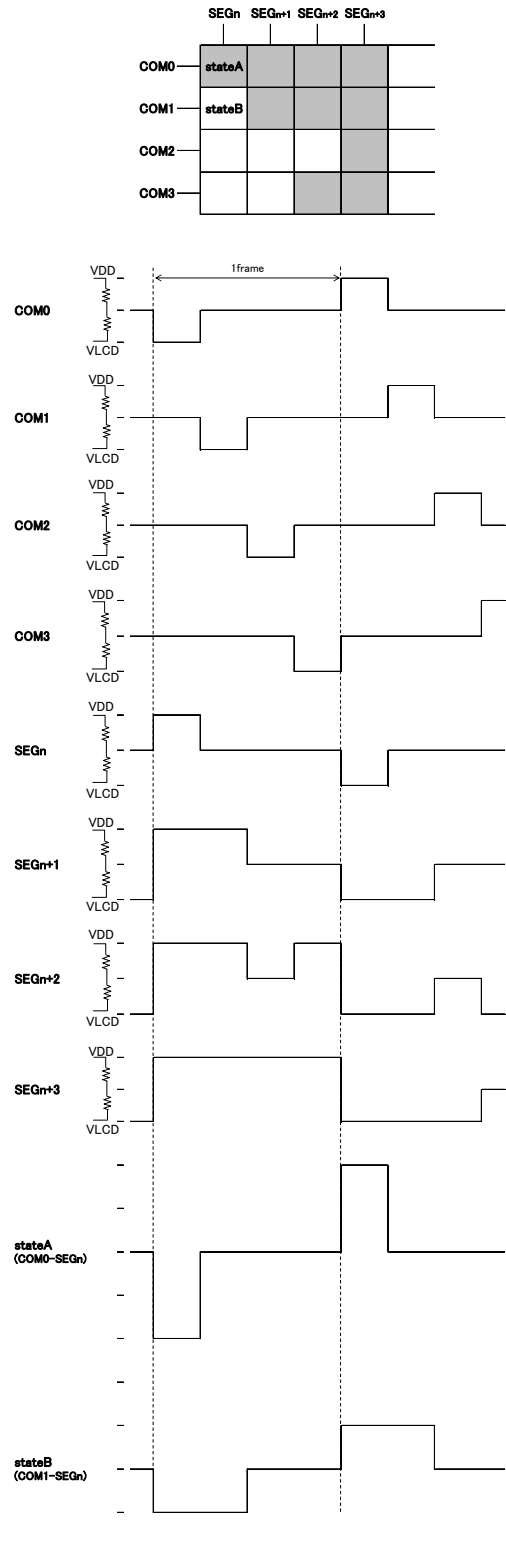 SEGn SEGn+1 SEGn+2 SEGn+3
COM0 stateA
COM1 stateB
COM2
COM3
1frame
VDD
COM0
VLCD
VDD
COM1
VLCD
VDD
COM2
VLCD
VDD
COM3
VLCD
VDD
SEGn
VLCD
VDD
SEGn+1
VLCD
VDD
SEGn+2
VLCD
VDD
SEGn+3
VLCD
stateA
(COM0-SEGn)
stateB
(COM1-SEGn)